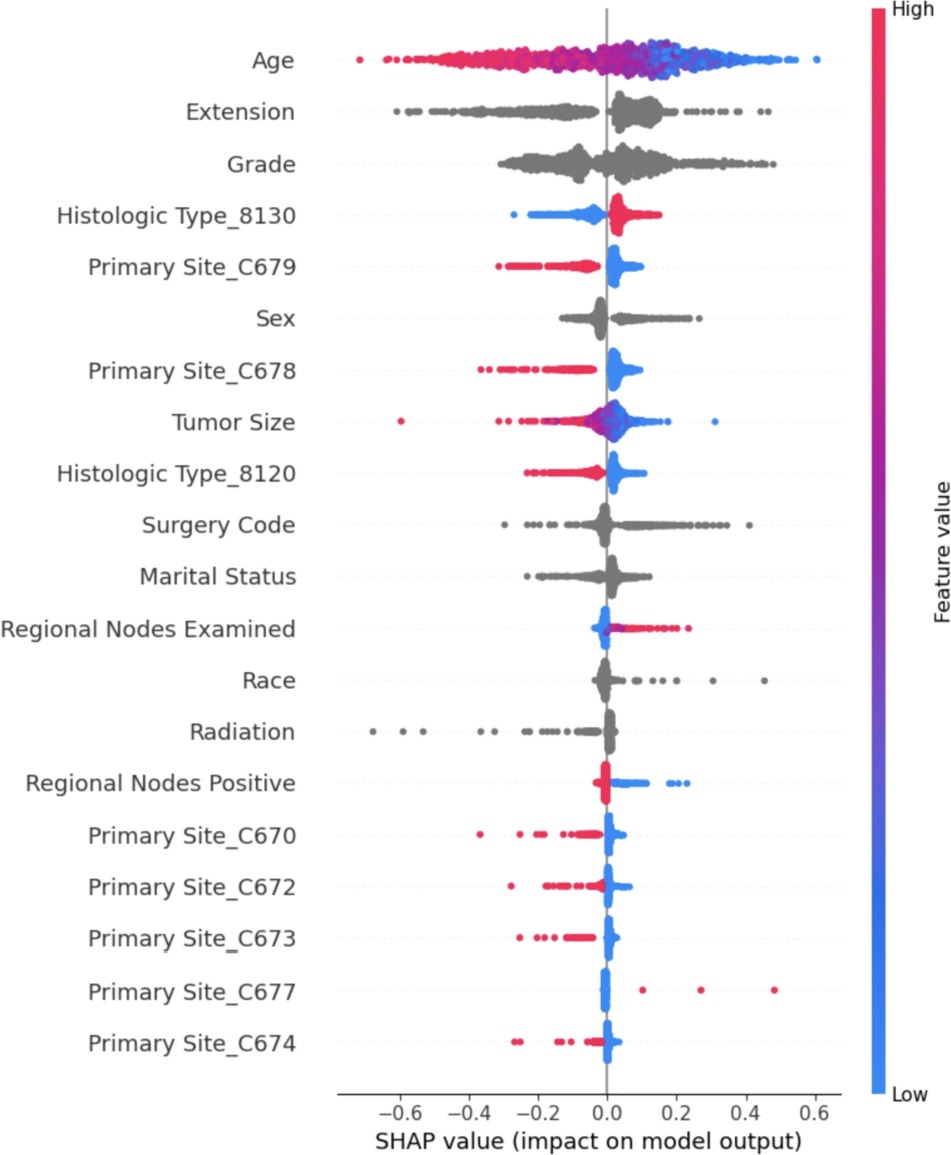 High
Age
Extension
Grade
Histologic Type_8130
Primary Site_C679
Sex
Primary Site_C678
Tumor Size
Histologic Type_8120
Surgery Code
Marital Status
Regional Nodes Examined
Race
Radiation
Regional Nodes Positive
Primary Site_C670
Primary Site_C672
Primary Site_C673
Primary Site_C677
Primary Site_C674
Feature value
Low
−0.6 −0.4 −0.2 0.0 0.2 0.4 0.6
SHAP value (impact on model output)